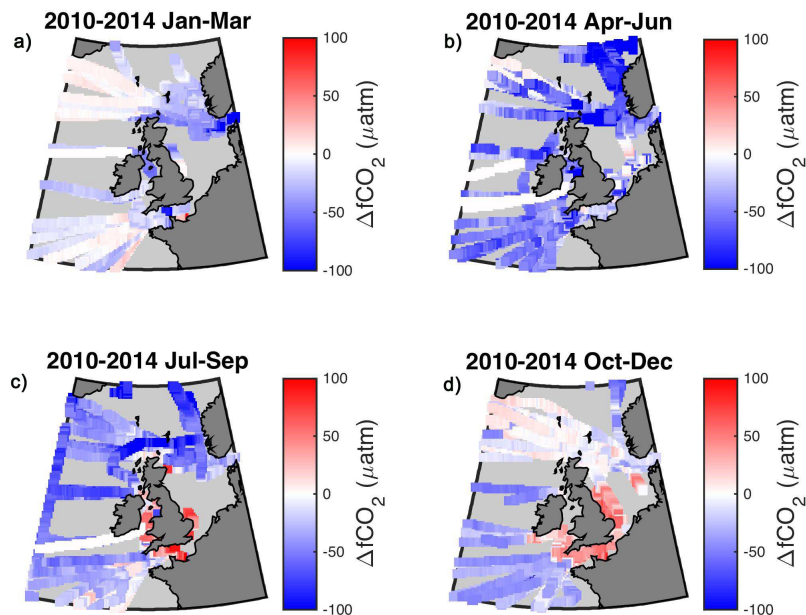 2010-2014 Jan-Mar
a)
100
50
0
-50
-100
ΔfCO₂ (μatm)
2010-2014 Apr-Jun
b)
100
50
0
-50
-100
ΔfCO₂ (μatm)
2010-2014 Jul-Sep
c)
100
50
0
-50
-100
ΔfCO₂ (μatm)
2010-2014 Oct-Dec
d)
100
50
0
-50
-100
ΔfCO₂ (μatm)